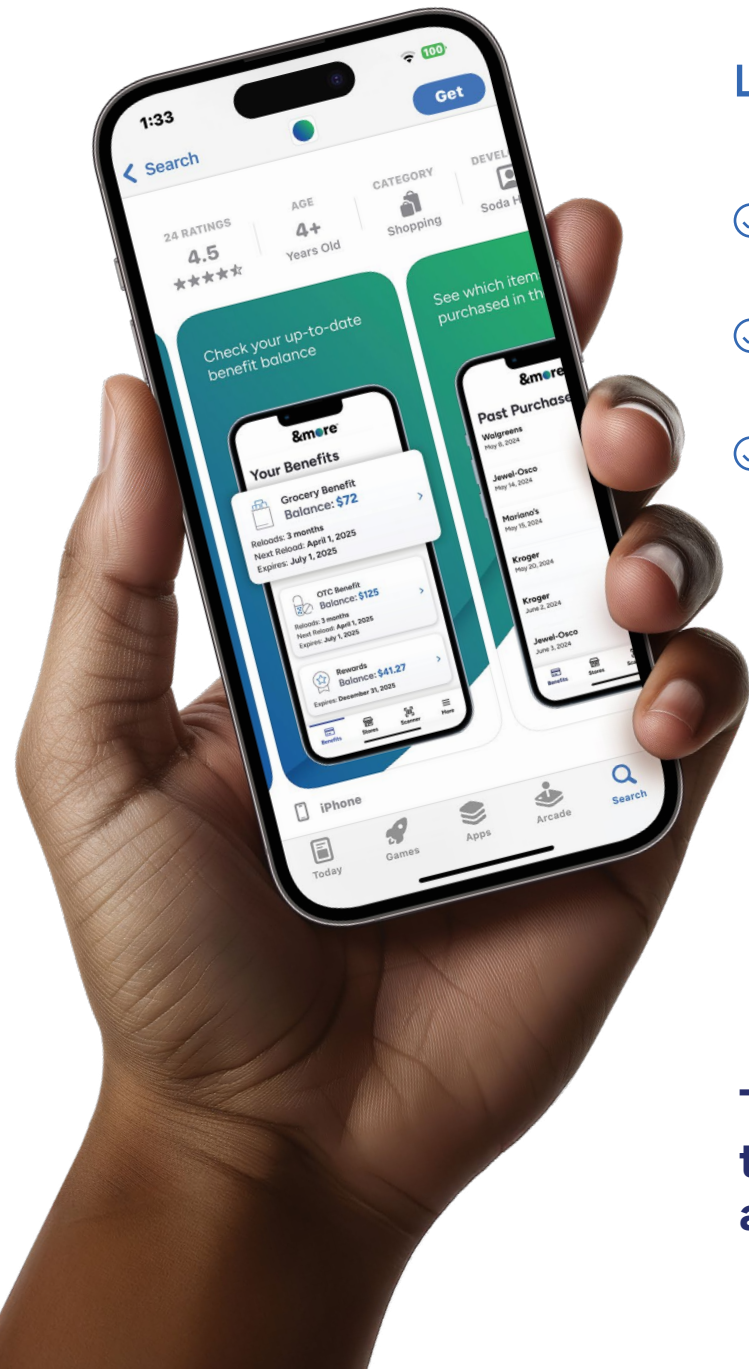 1:33
100
Search
Get
24 RATINGS
4.5
AGE
4+
Years Old
CATEGORY
Shopping
Soda
Check your up-to-date
benefit balance
&more
Your Benefits
Grocery Benefit
Balance: $72
Reloads: 3 months
Next Reload: April 1, 2025
Expires: July 1, 2025
OTC Benefit
Balance: $125
Reloads: 3 months
Next Reload: April 1, 2025
Expires: July 1, 2025
Rewards
Balance: $41.27
Expires: December 31, 2025
Benefits
Stores
Scanner
More
See which item
purchased in th
&more
Past Purchase
Walgreens
May 8, 2024
Jewel-Osco
May 14, 2024
Mariano's
May 15, 2024
Kroger
May 20, 2024
Kroger
June 2, 2024
Jewel-Osco
June 3, 2024
Benefits
Stores
iPhone
Today
Games
Apps
Arcade
Search